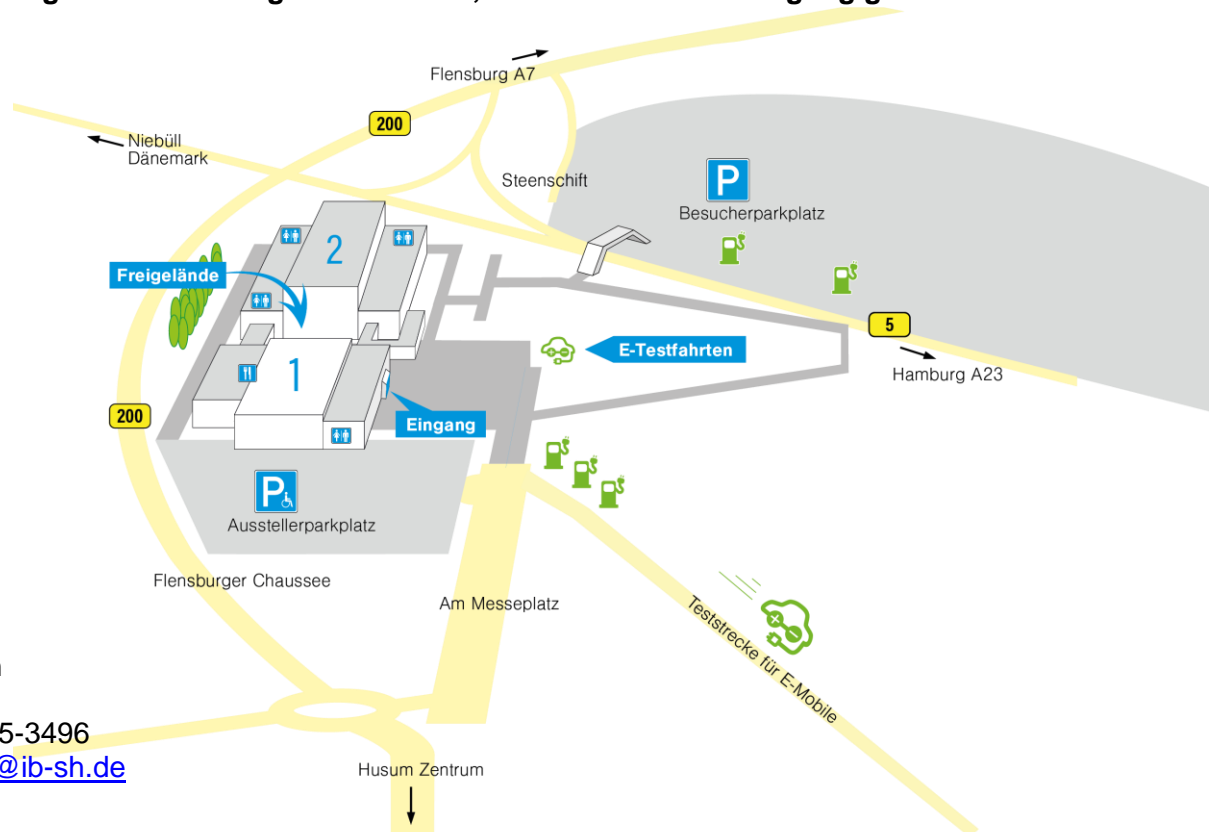 Flensburg A7
200
Niebüll
Dänemark
Steenschift
P
Besucherparkplatz
2
Freigelände
5
E-Testfahrten
1
Hamburg A23
200
Eingang
P
Ausstellerparkplatz
Flensburger Chaussee
Am Messeplatz
Teststrecke für E-Mobile
5-3496
@ib-sh.de
Husum Zentrum